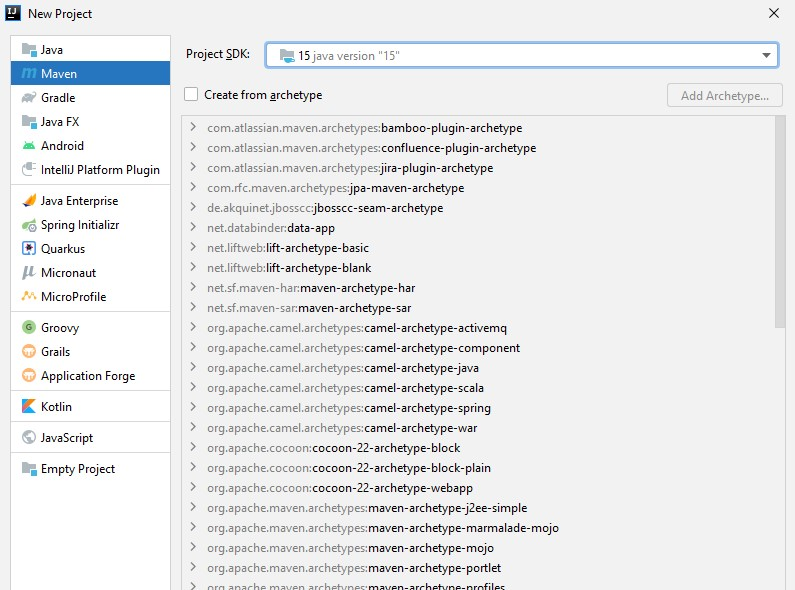 New Project
Java
Maven
Gradle
Java FX
Android
IntelliJ Platform Plugin
Java Enterprise
Spring Initializr
Quarkus
Micronaut
MicroProfile
Groovy
Grails
Application Forge
Kotlin
JavaScript
Empty Project
Project SDK: 15 java version "15"
Create from archetype Add Archetype...
com.atlassian.maven.archetypes:bamboo-plugin-archetype
com.atlassian.maven.archetypes:confluence-plugin-archetype
com.atlassian.maven.archetypes:jira-plugin-archetype
com.rfc.maven.archetypes:jpa-maven-archetype
de.akquinet.jbosscc:jbosscc-seam-archetype
net.databinder:data-app
net.liftweb:lift-archetype-basic
net.liftweb:lift-archetype-blank
net.sf.maven-har:maven-archetype-har
net.sf.maven-sar:maven-archetype-sar
org.apache.camel.archetypes:camel-archetype-activemq
org.apache.camel.archetypes:camel-archetype-component
org.apache.camel.archetypes:camel-archetype-java
org.apache.camel.archetypes:camel-archetype-scala
org.apache.camel.archetypes:camel-archetype-spring
org.apache.camel.archetypes:camel-archetype-war
org.apache.cocoon:cocoon-22-archetype-block
org.apache.cocoon:cocoon-22-archetype-block-plain
org.apache.cocoon:cocoon-22-archetype-webapp
org.apache.maven.archetypes:maven-archetype-j2ee-simple
org.apache.maven.archetypes:maven-archetype-marmalade-mojo
org.apache.maven.archetypes:maven-archetype-mojo
org.apache.maven.archetypes:maven-archetype-portlet
org.apache.maven.archetypes:maven-archetype-profiles